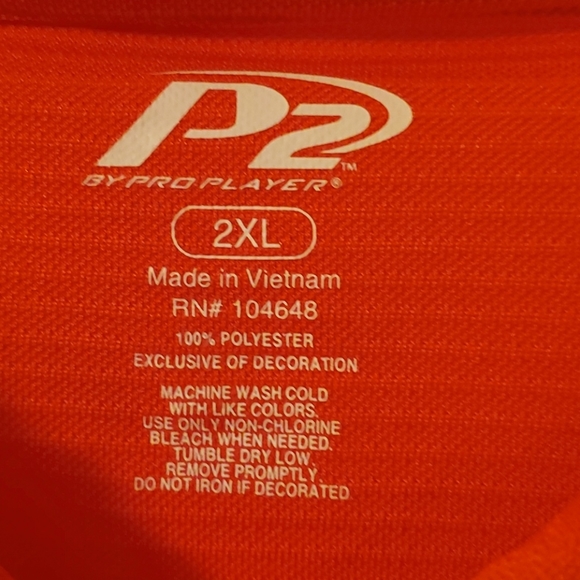 P2™
BY PRO PLAYER®
2XL
Made in Vietnam
RN# 104648
100% POLYESTER
EXCLUSIVE OF DECORATION
MACHINE WASH COLD
WITH LIKE COLORS.
USE ONLY NON-CHLORINE
BLEACH WHEN NEEDED.
TUMBLE DRY LOW.
REMOVE PROMPTLY.
DO NOT IRON IF DECORATED.